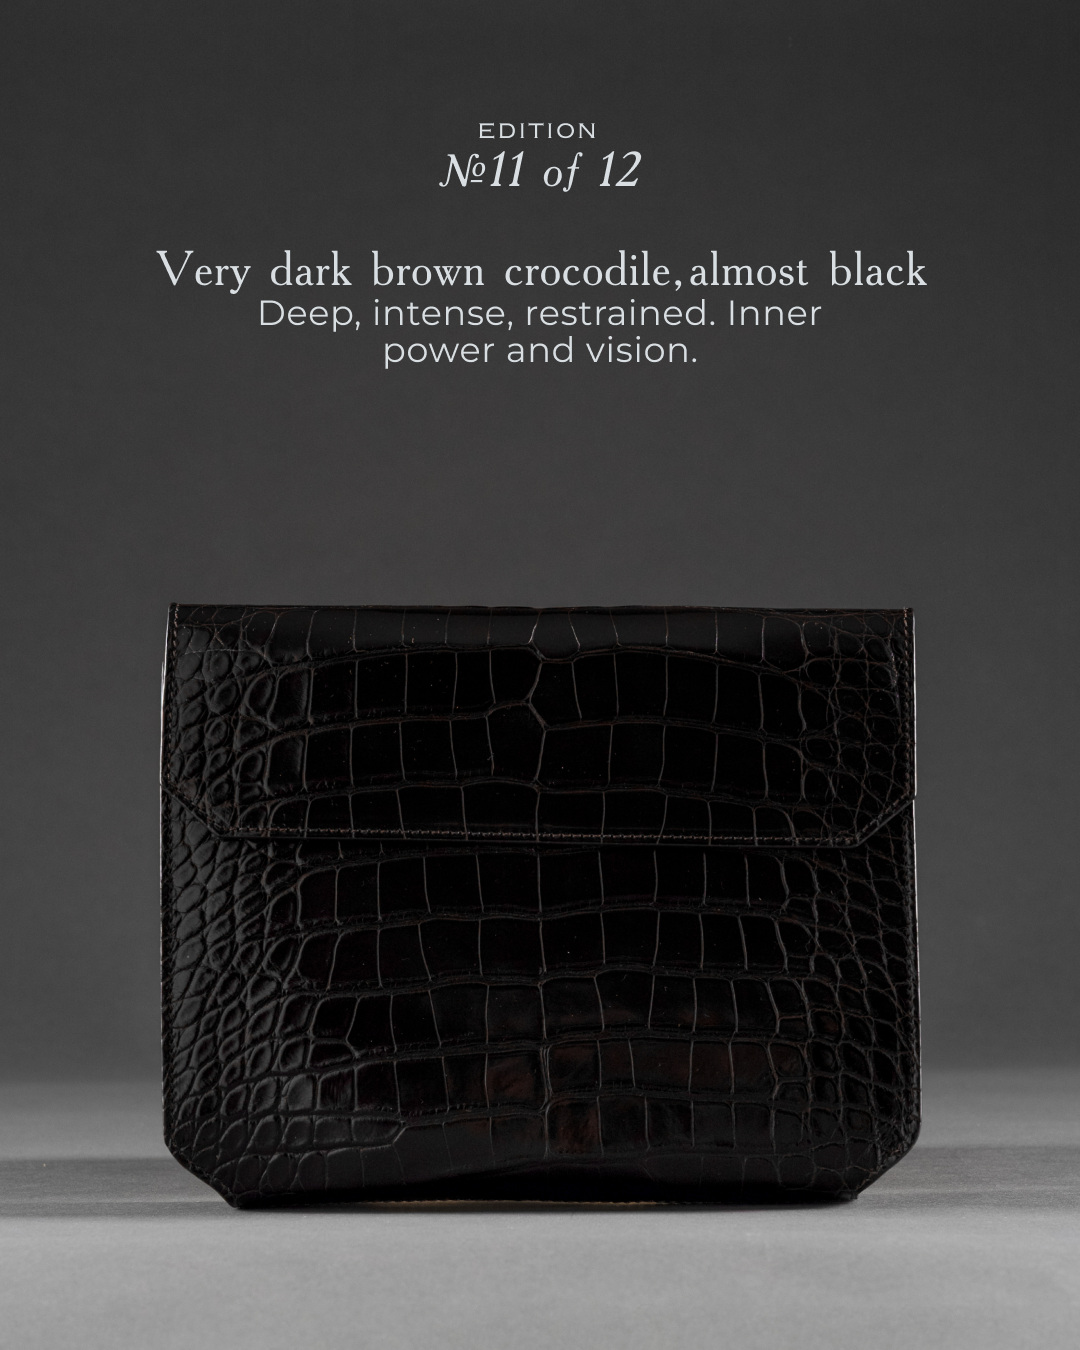 EDITION
№11 of 12
Very dark brown crocodile, almost black
Deep, intense, restrained. Inner
power and vision.